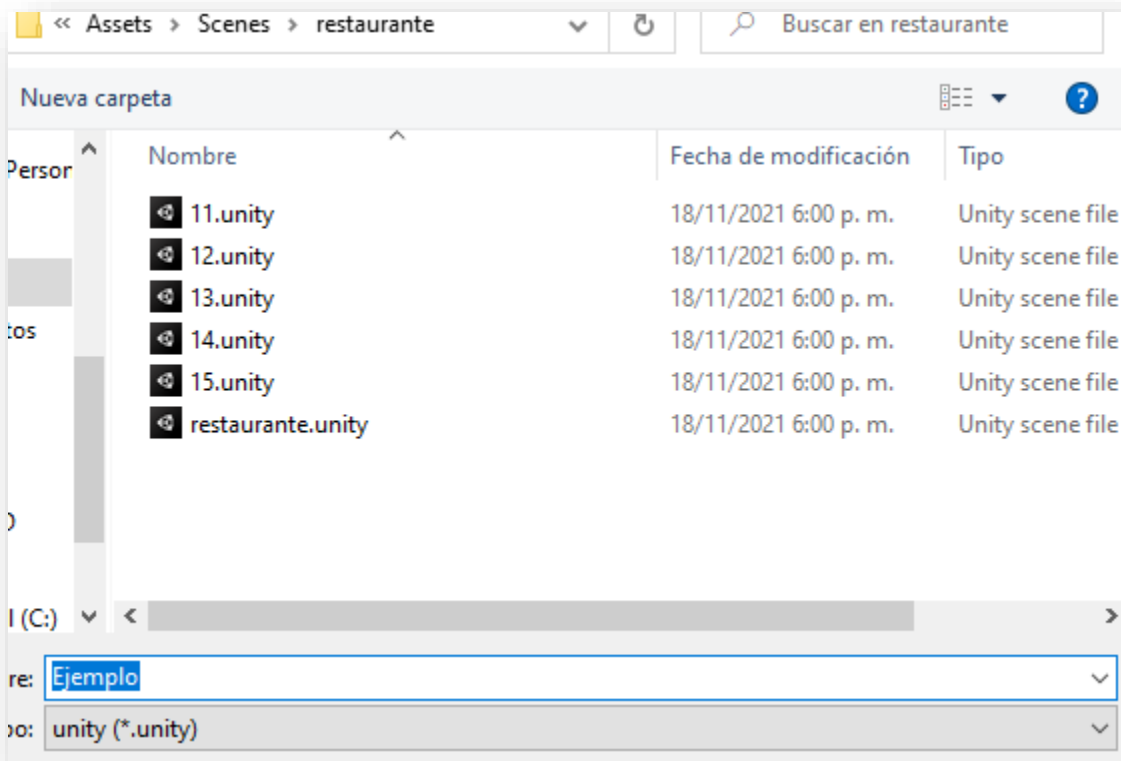 « Assets > Scenes > restaurante Buscar en restaurante
Nueva carpeta ?
Person Nombre Fecha de modificación Tipo
11.unity 18/11/2021 6:00 p. m. Unity scene file
12.unity 18/11/2021 6:00 p. m. Unity scene file
13.unity 18/11/2021 6:00 p. m. Unity scene file
tos 14.unity 18/11/2021 6:00 p. m. Unity scene file
15.unity 18/11/2021 6:00 p. m. Unity scene file
restaurante.unity 18/11/2021 6:00 p. m. Unity scene file
l (C:)
re: Ejemplo
po: unity (*.unity)